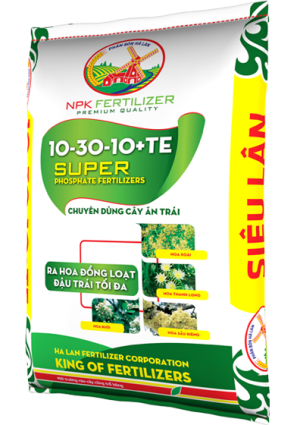 PHÂN BÓN HÀ LAN
NPK FERTILIZER
PREMIUM QUALITY
10-30-10+TE
SUPER
PHOSPHATE FERTILIZERS
CHUYÊN DÙNG CÂY ĂN TRÁI
HOA XOÀI
HOA THANH LONG
RA HOA ĐỒNG LOẠT
ĐẬU TRÁI TỐI ĐA
HOA BƯỞI
HOA SẦU RIÊNG
HA LAN FERTILIZER CORPORATION
KING OF FERTILIZERS
SIÊU LÂN